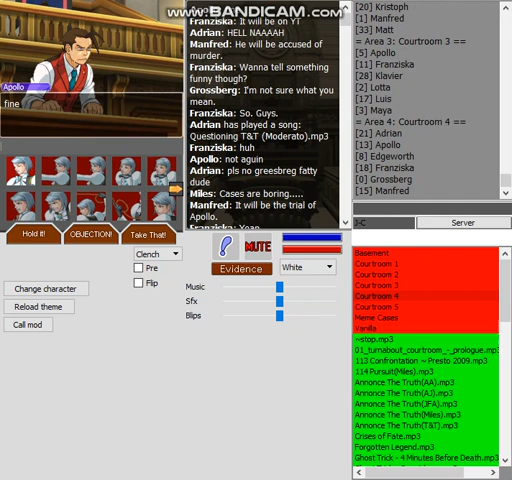 www.BANDICAM.com
Apollo
fine
Hold it!
OBJECTION!
Take That!
Clench
Pre
Flip
Change character
Reload theme
Call mod
Franziska: It will be on YT
Adrian: HELL NAAAAH
Manfred: He will be accused of
murder.
Franziska: Wanna tell something
funny though?
Grossberg: I'm not sure what you
mean.
Franziska: So. Guys.
Adrian has played a song:
Questioning T&T (Moderato).mp3
Franziska: huh
Apollo: not aguin
Adrian: pls no greesbreg fatty
dude
Miles: Cases are boring.....
Manfred: It will be the trial of
Apollo.
Franziska: Yoan
MUTE
Evidence
White
Music
Sfx
Blips
[20] Kristoph
[1] Manfred
[33] Matt
= Area 3: Courtroom 3 ==
[5] Apollo
[11] Franziska
[28] Klavier
[2] Lotta
[17] Luis
[3] Maya
= Area 4: Courtroom 4 ==
[21] Adrian
[13] Apollo
[8] Edgeworth
[18] Franziska
[0] Grossberg
[15] Manfred
J-C
Server
Basement
Courtroom 1
Courtroom 2
Courtroom 3
Courtroom 4
Courtroom 5
Meme Cases
Vanilla
~stop.mp3
01_turnabout_courtroom_-_prologue.mp3
113 Confrontation ~ Presto 2009.mp3
114 Pursuit(Miles).mp3
Annonce The Truth(AA).mp3
Annonce The Truth(AJ).mp3
Annonce The Truth(JFA).mp3
Annonce The Truth(Miles).mp3
Annonce The Truth(T&T).mp3
Crises of Fate.mp3
Forgotten Legend.mp3
Ghost Trick - 4 Minutes Before Death.mp3